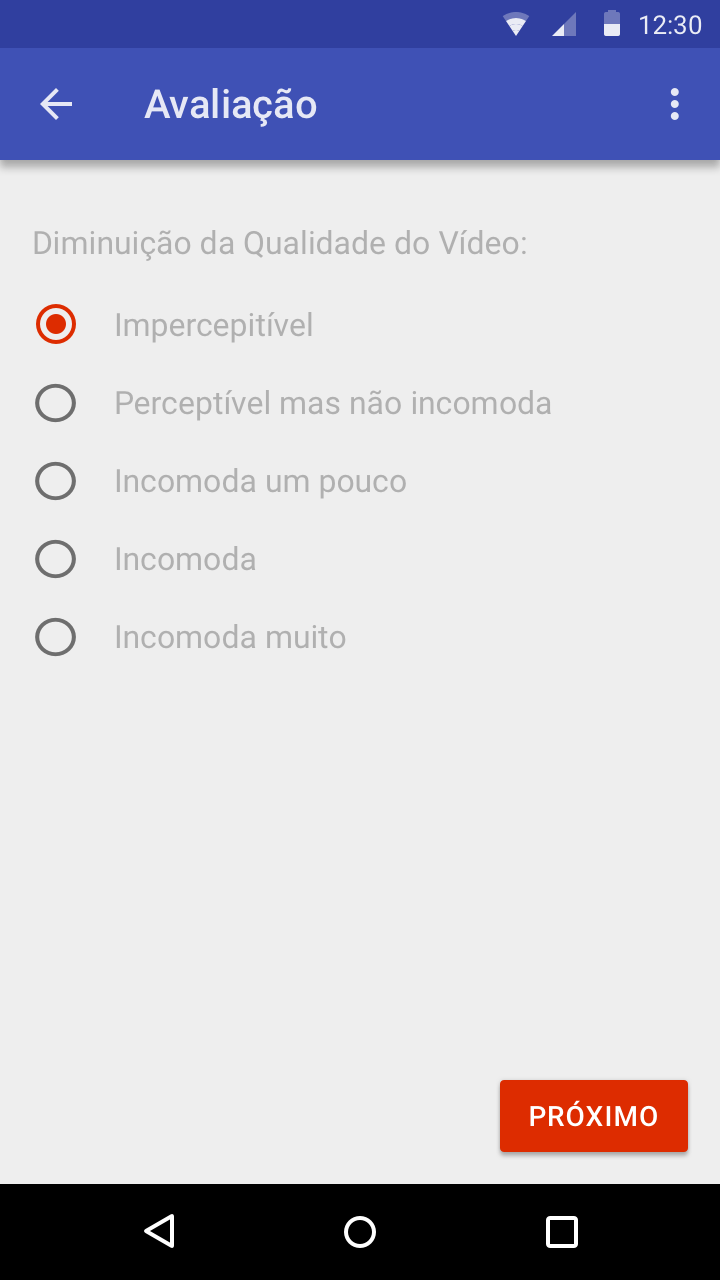 12:30
Avaliação
Diminuição da Qualidade do Vídeo:
Impercepitível
Perceptível mas não incomoda
Incomoda um pouco
Incomoda
Incomoda muito
PRÓXIMO